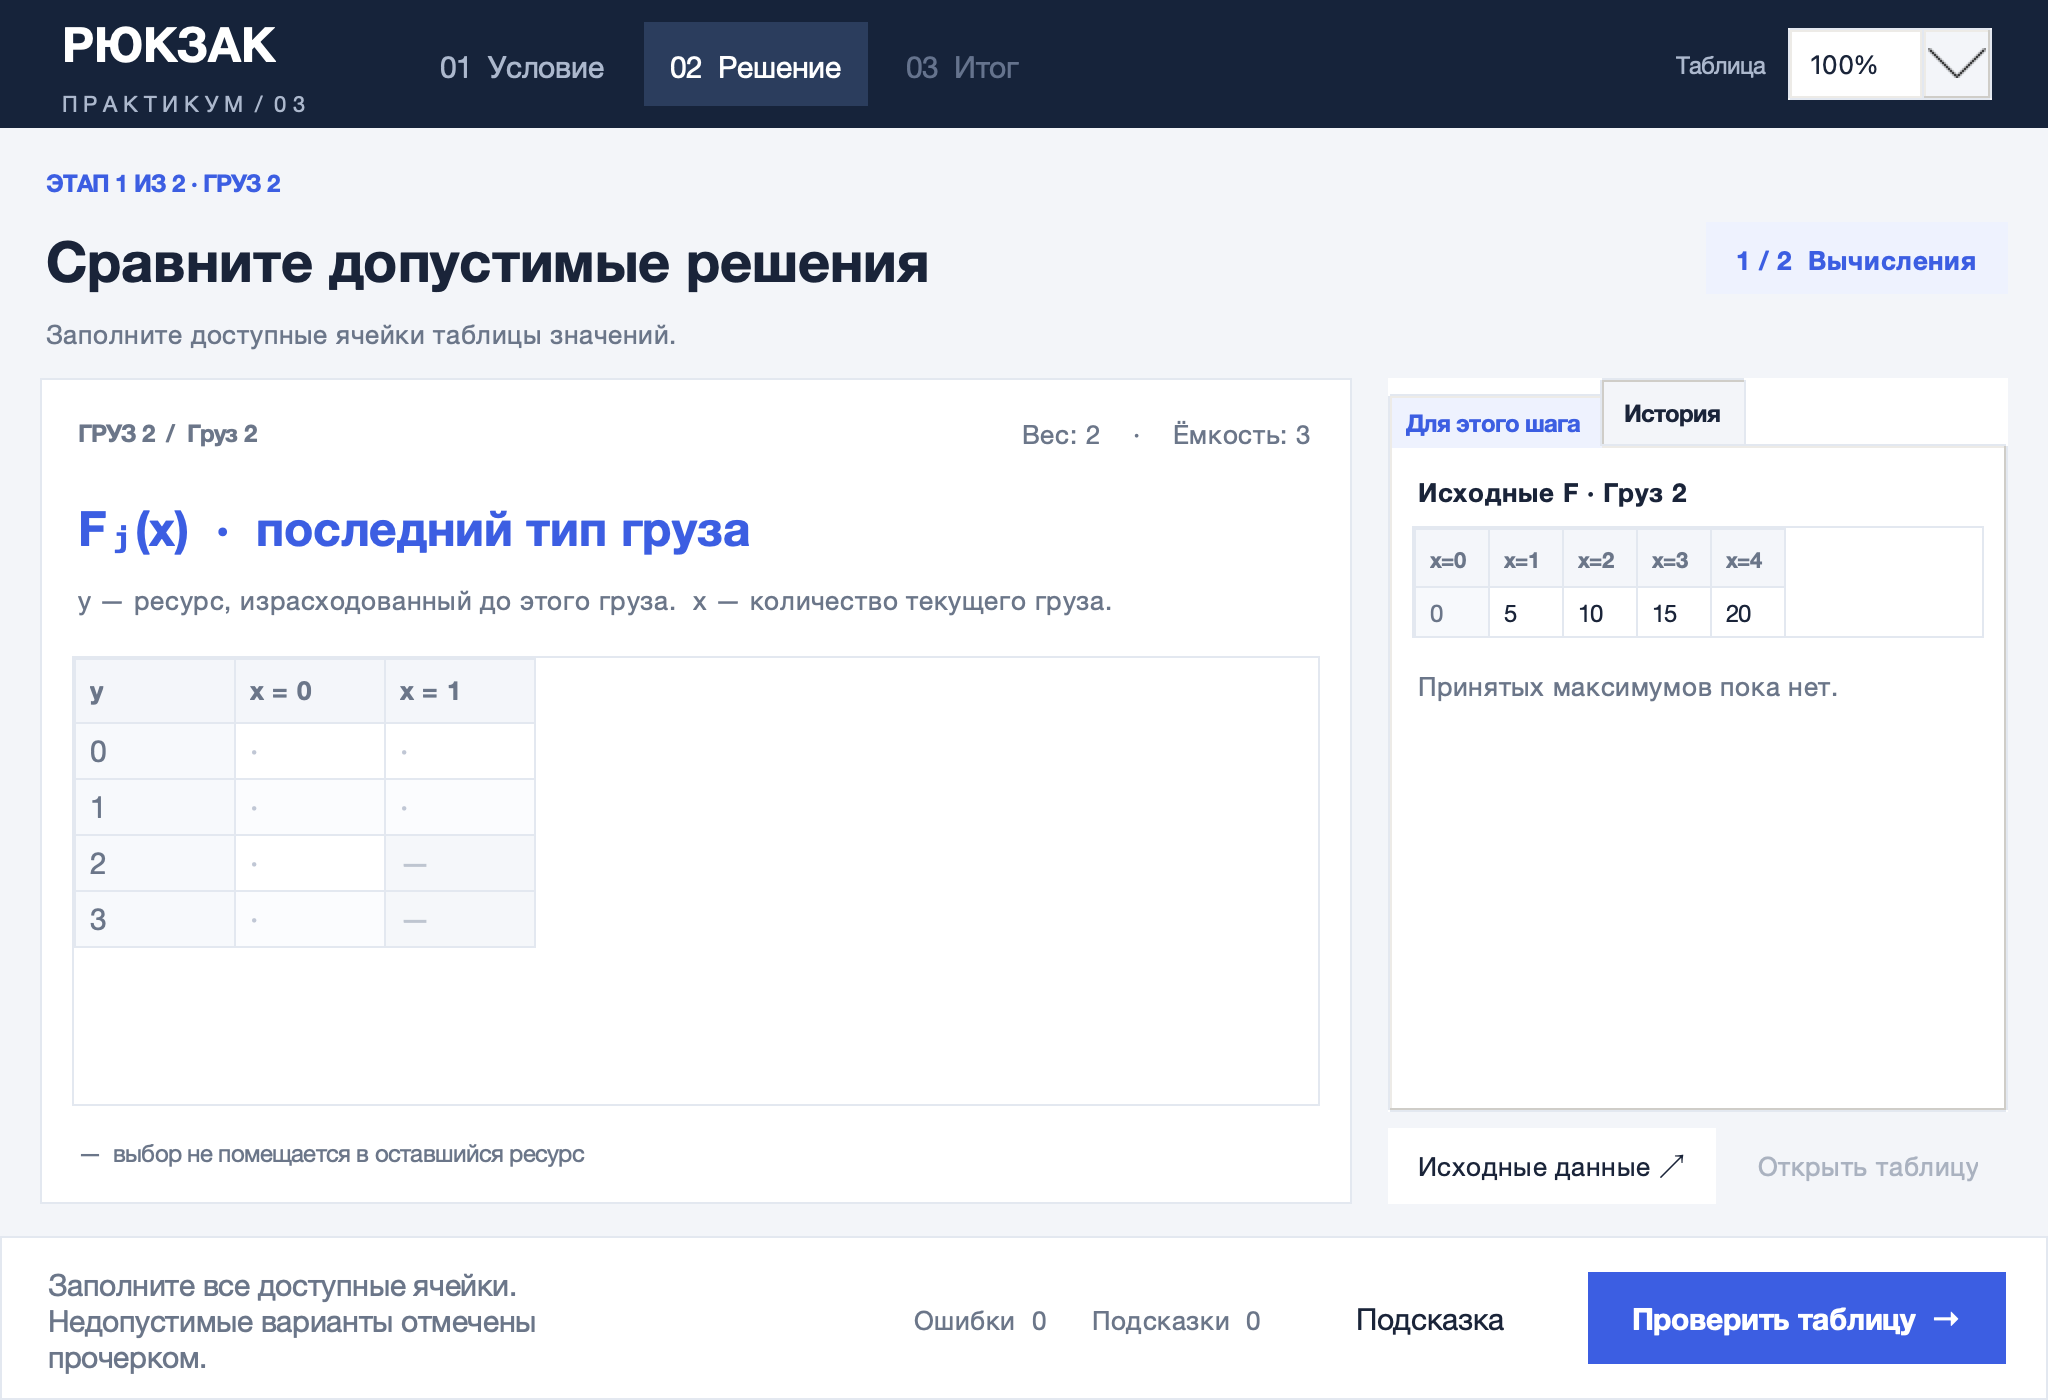 РЮКЗАК
ПРАКТИКУМ / 03
01 Условие
02 Решение
03 Итог
Таблица
100%
ЭТАП 1 ИЗ 2 · ГРУЗ 2
Сравните допустимые решения
1 / 2 Вычисления
Заполните доступные ячейки таблицы значений.
ГРУЗ 2 / Груз 2
Вес: 2 · Ёмкость: 3
Fⱼ(x) · последний тип груза
y — ресурс, израсходованный до этого груза. x — количество текущего груза.
y x = 0 x = 1
0 · ·
1 · ·
2 · —
3 · —
— выбор не помещается в оставшийся ресурс
Для этого шага
История
Исходные F · Груз 2
x=0 x=1 x=2 x=3 x=4
0 5 10 15 20
Принятых максимумов пока нет.
Исходные данные ↗
Открыть таблицу
Заполните все доступные ячейки.
Недопустимые варианты отмечены
прочерком.
Ошибки 0
Подсказки 0
Подсказка
Проверить таблицу →